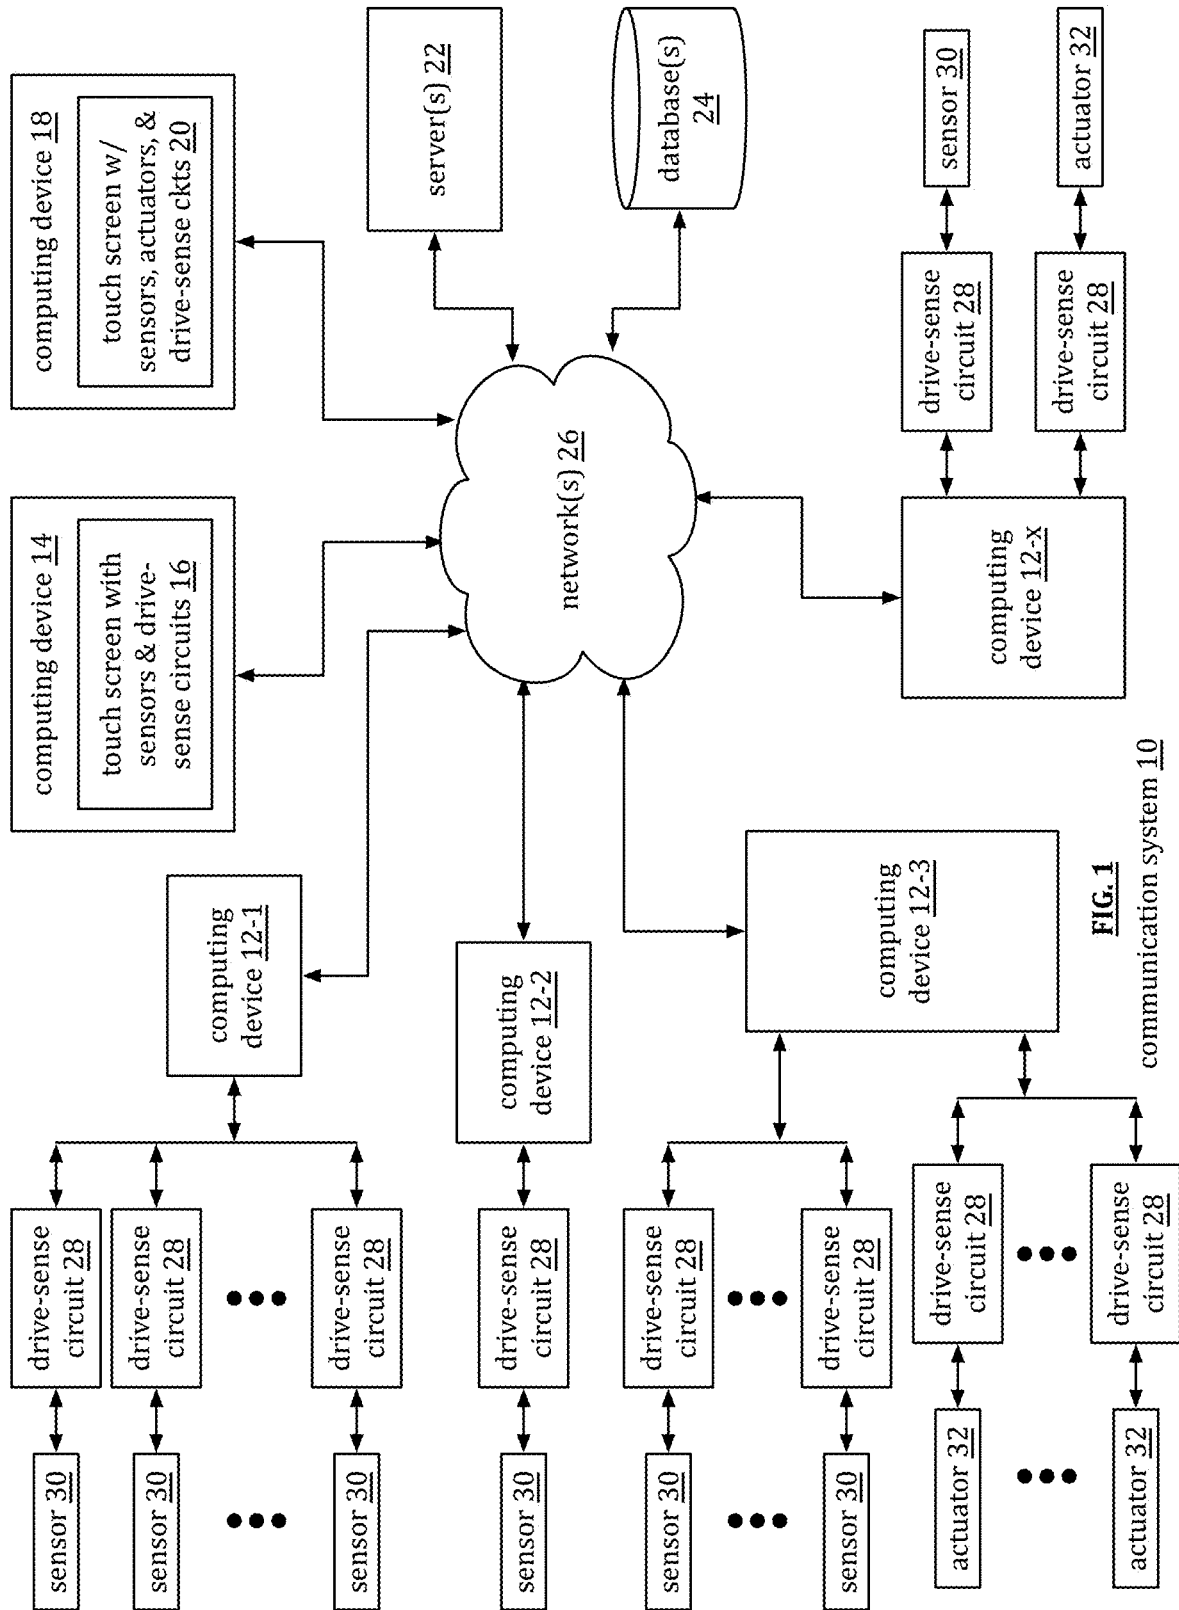 sensor 30
drive-sense
circuit 28
sensor 30
drive-sense
circuit 28
sensor 30
drive-sense
circuit 28
computing
device 12-1
computing device 14
touch screen with
sensors & drive-
sense circuits 16
computing device 18
touch screen w/
sensors, actuators, &
drive-sense ckts 20
sensor 30
drive-sense
circuit 28
computing
device 12-2
network(s) 26
server(s) 22
database(s)
24
sensor 30
drive-sense
circuit 28
sensor 30
drive-sense
circuit 28
computing
device 12-3
actuator 32
drive-sense
circuit 28
actuator 32
drive-sense
circuit 28
computing
device 12-x
drive-sense
circuit 28
sensor 30
drive-sense
circuit 28
actuator 32
FIG. 1
communication system 10